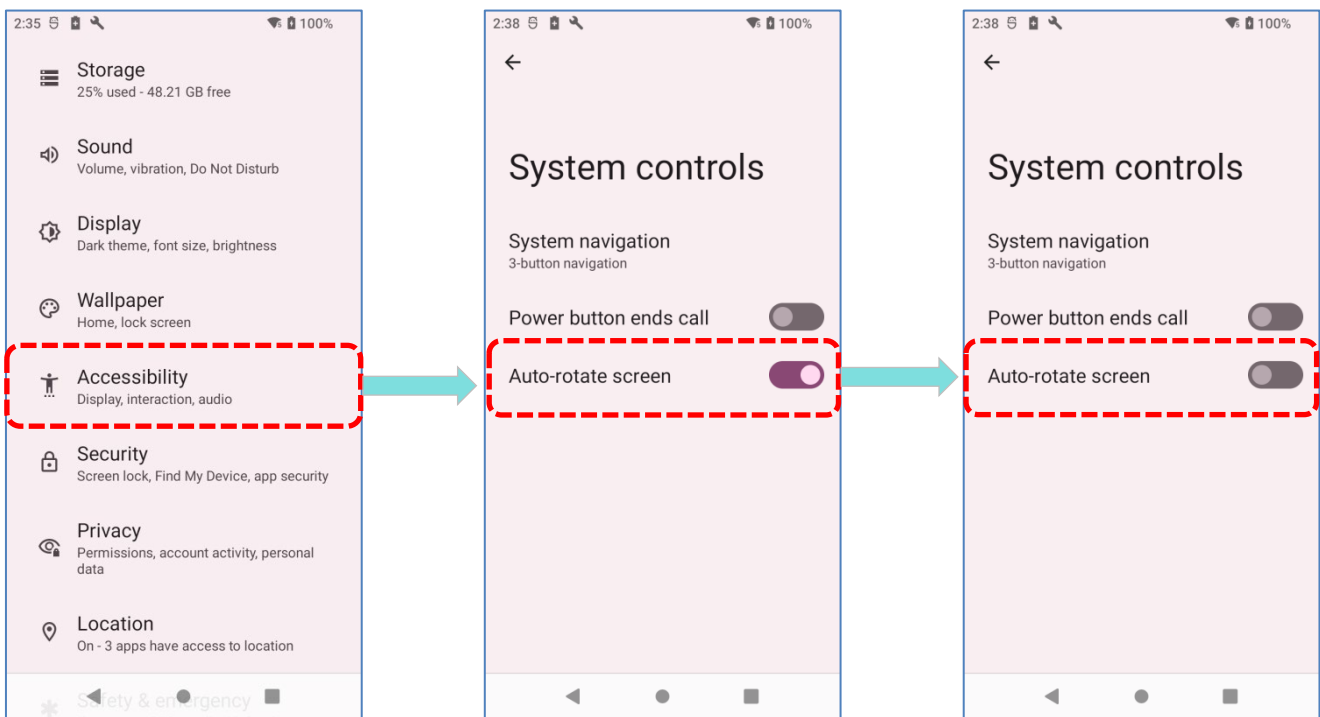 2:35 100%
Storage
25% used - 48.21 GB free
Sound
Volume, vibration, Do Not Disturb
Display
Dark theme, font size, brightness
Wallpaper
Home, lock screen
Accessibility
Display, interaction, audio
Security
Screen lock, Find My Device, app security
Privacy
Permissions, account activity, personal
data
Location
On - 3 apps have access to location
Safety & emergency
2:38 100%
System controls
System navigation
3-button navigation
Power button ends call
Auto-rotate screen
2:38 100%
System controls
System navigation
3-button navigation
Power button ends call
Auto-rotate screen